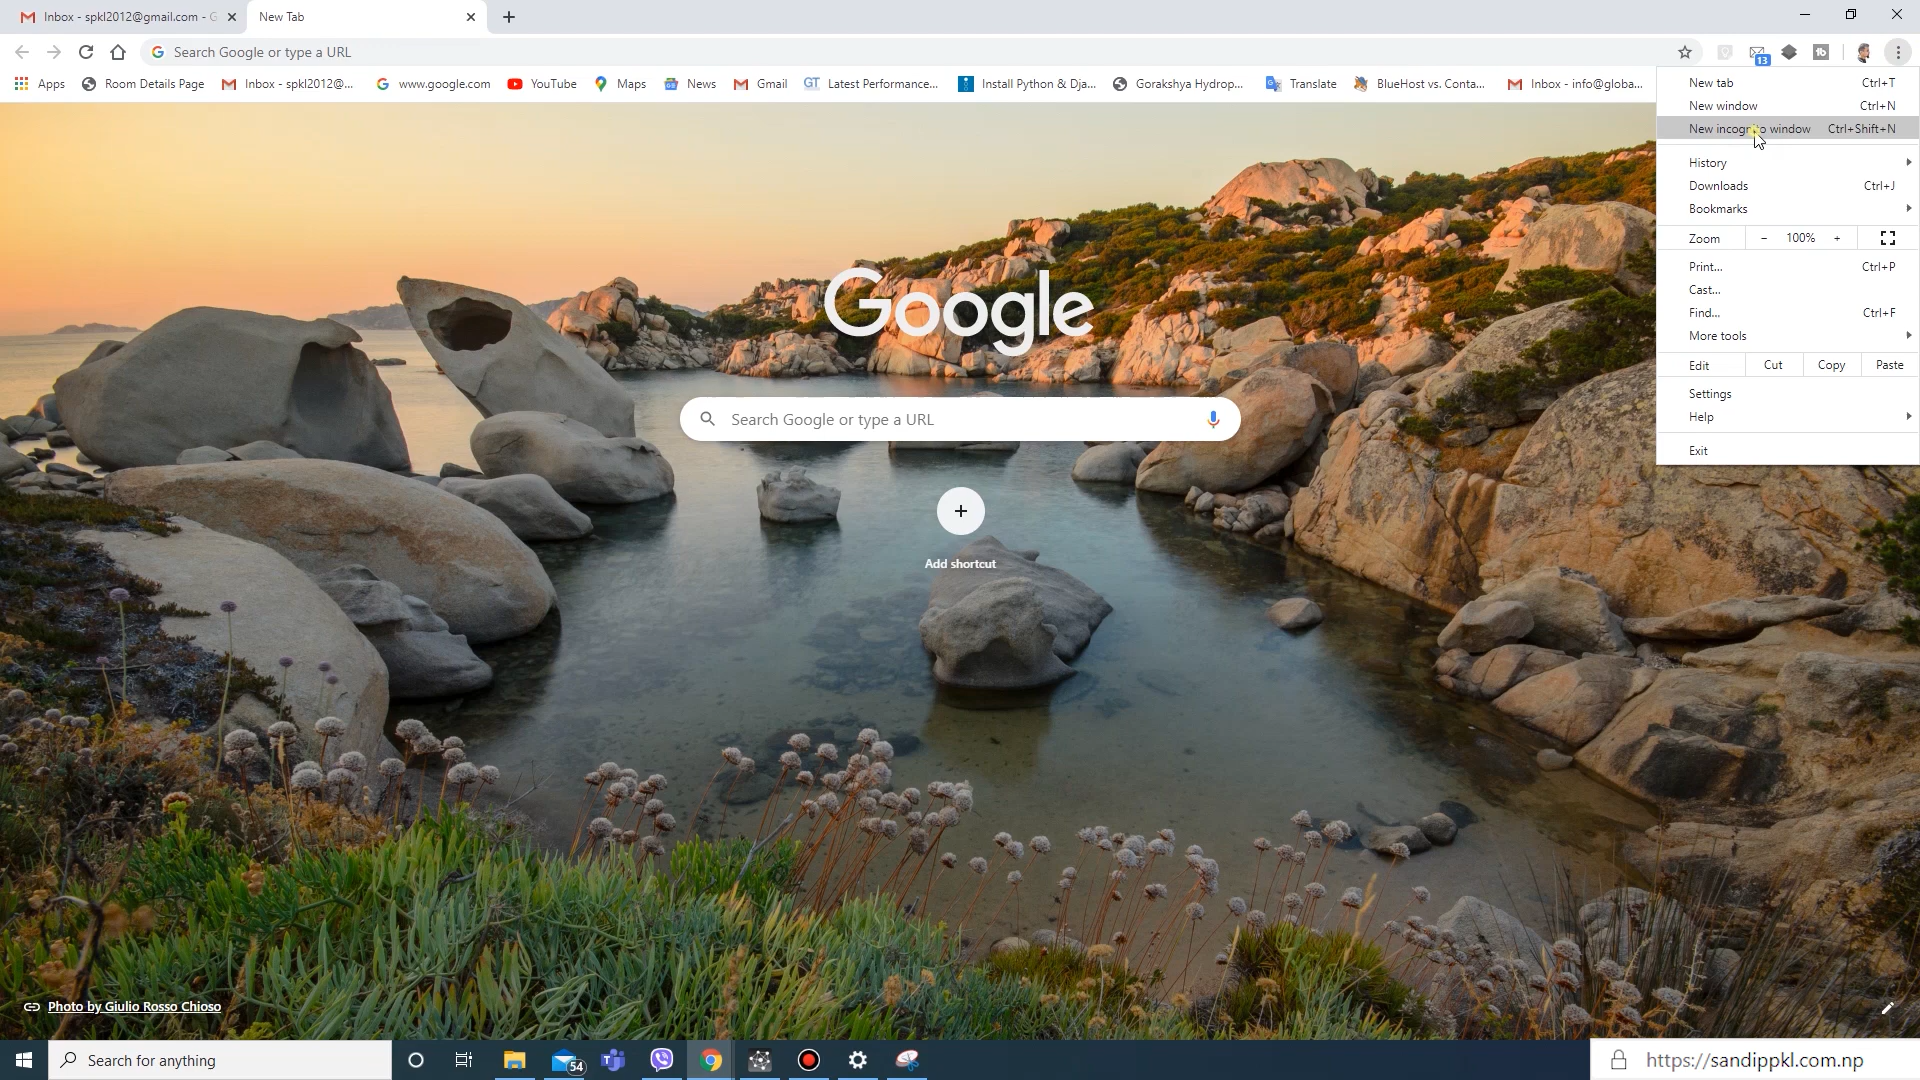 Inbox - spkl2012@gmail.com - G
New Tab
Search Google or type a URL
13
Apps
Room Details Page
Inbox - spkl2012@...
www.google.com
YouTube
Maps
News
Gmail
GT Latest Performance...
Install Python & Dja...
Gorakshya Hydrop...
Translate
BlueHost vs. Conta...
Inbox - info@globa...
New tab Ctrl+T
New window Ctrl+N
New incognito window Ctrl+Shift+N
History
Downloads Ctrl+J
Bookmarks
Zoom - 100% +
Print... Ctrl+P
Cast...
Find... Ctrl+F
More tools
Edit Cut Copy Paste
Settings
Help
Exit
Google
Search Google or type a URL
Add shortcut
Photo by Giulio Rosso Chioso
Search for anything
54
https://sandippkl.com.np